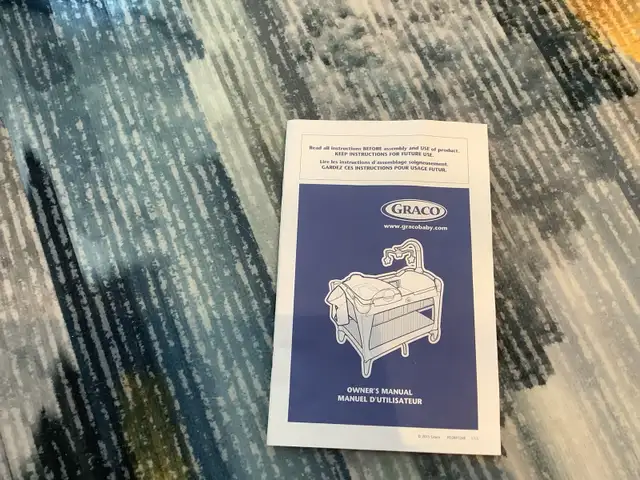 Read all instructions BEFORE assembly and USE of product.
KEEP INSTRUCTIONS FOR FUTURE USE.
Lire les instructions d'assemblage soigneusement.
GARDEZ CES INSTRUCTIONS POUR USAGE FUTUR.
GRACO
www.gracobaby.com
OWNER'S MANUAL
MANUEL D'UTILISATEUR
Graco